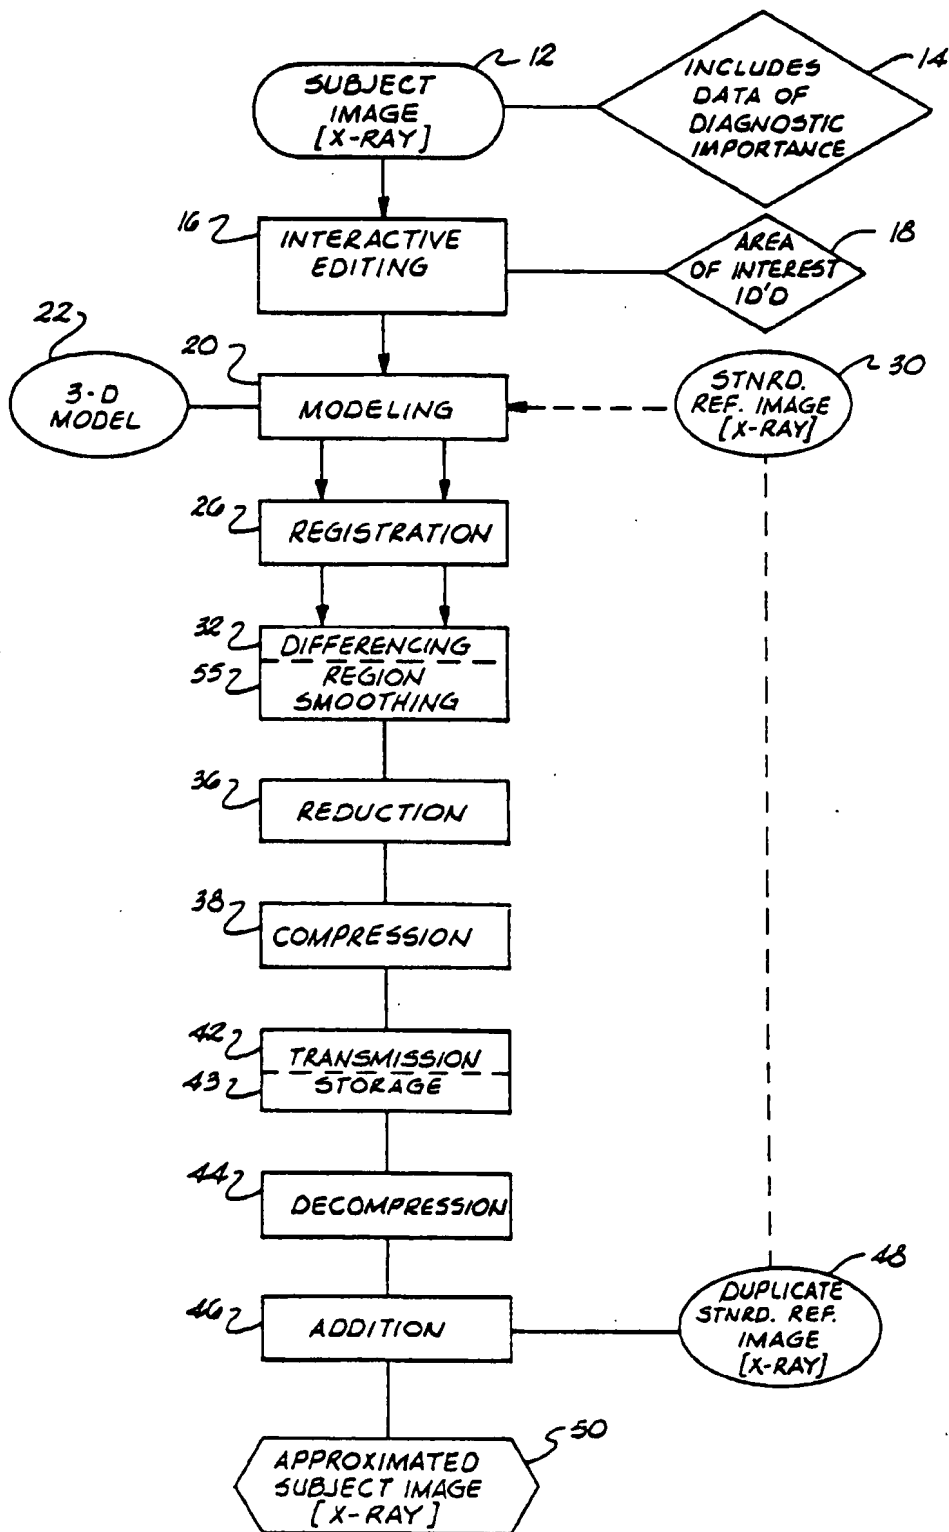 12
SUBJECT
IMAGE
[X-RAY]
14
INCLUDES
DATA OF
DIAGNOSTIC
IMPORTANCE
16
INTERACTIVE
EDITING
18
AREA
OF INTEREST
ID'D
22
3-D
MODEL
20
MODELING
30
STNRD.
REF. IMAGE
[X-RAY]
26
REGISTRATION
32
DIFFERENCING
55
REGION
SMOOTHING
36
REDUCTION
38
COMPRESSION
42
TRANSMISSION
43
STORAGE
44
DECOMPRESSION
46
ADDITION
48
DUPLICATE
STNRD. REF.
IMAGE
[X-RAY]
50
APPROXIMATED
SUBJECT IMAGE
[X-RAY]